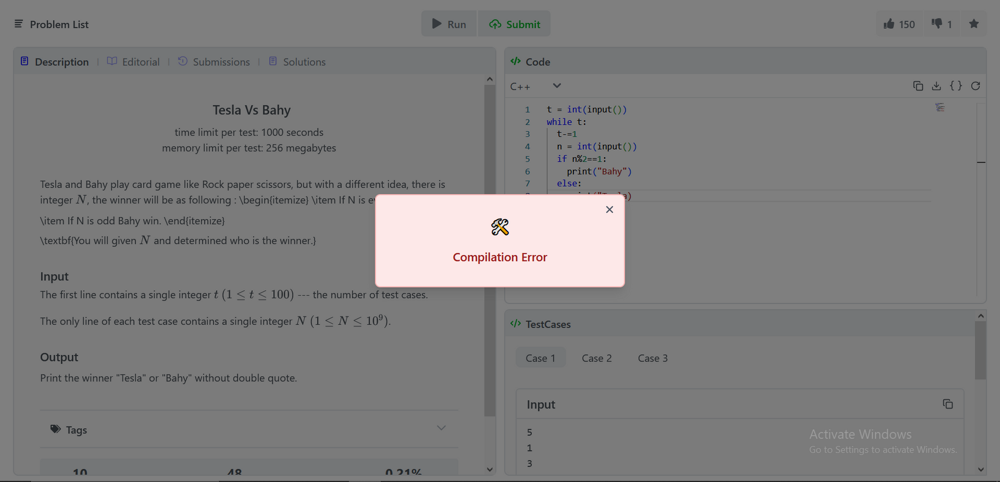 Problem List
Run
Submit
150
1
Description
Editorial
Submissions
Solutions
Tesla Vs Bahy
time limit per test: 1000 seconds
memory limit per test: 256 megabytes
Tesla and Bahy play card game like Rock paper scissors, but with a different idea, there is
integer N, the winner will be as following : \begin{itemize} \item If N is
\item If N is odd Bahy win. \end{itemize}
\textbf{You will given N and determined who is the winner.}
Input
The first line contains a single integer t (1 ≤ t ≤ 100) --- the number of test cases.
The only line of each test case contains a single integer N (1 ≤ N ≤ 10⁹).
Output
Print the winner "Tesla" or "Bahy" without double quote.
Tags
10 48 0.21%
Code
C++
1 t = int(input())
2 while t:
3 t-=1
4 n = int(input())
5 if n%2==1:
6 print("Bahy")
7 else:
Compilation Error
TestCases
Case 1 Case 2 Case 3
Input
5
1
3
Activate Windows
Go to Settings to activate Windows.